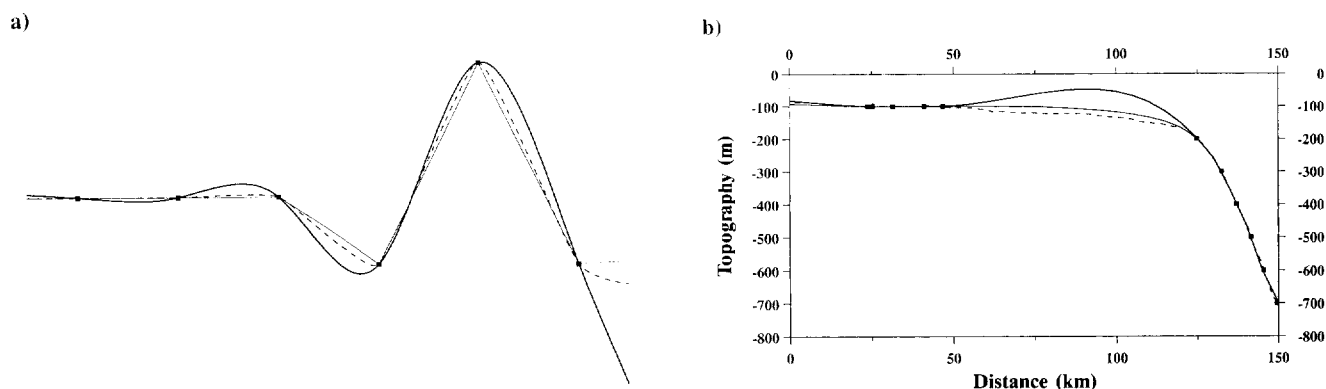 a)
b)
0 50 100 150
0 0
-100 -100
-200 -200
-300 -300
-400 -400
-500 -500
-600 -600
-700 -700
-800 -800
Topography (m)
0 50 100 150
Distance (km)